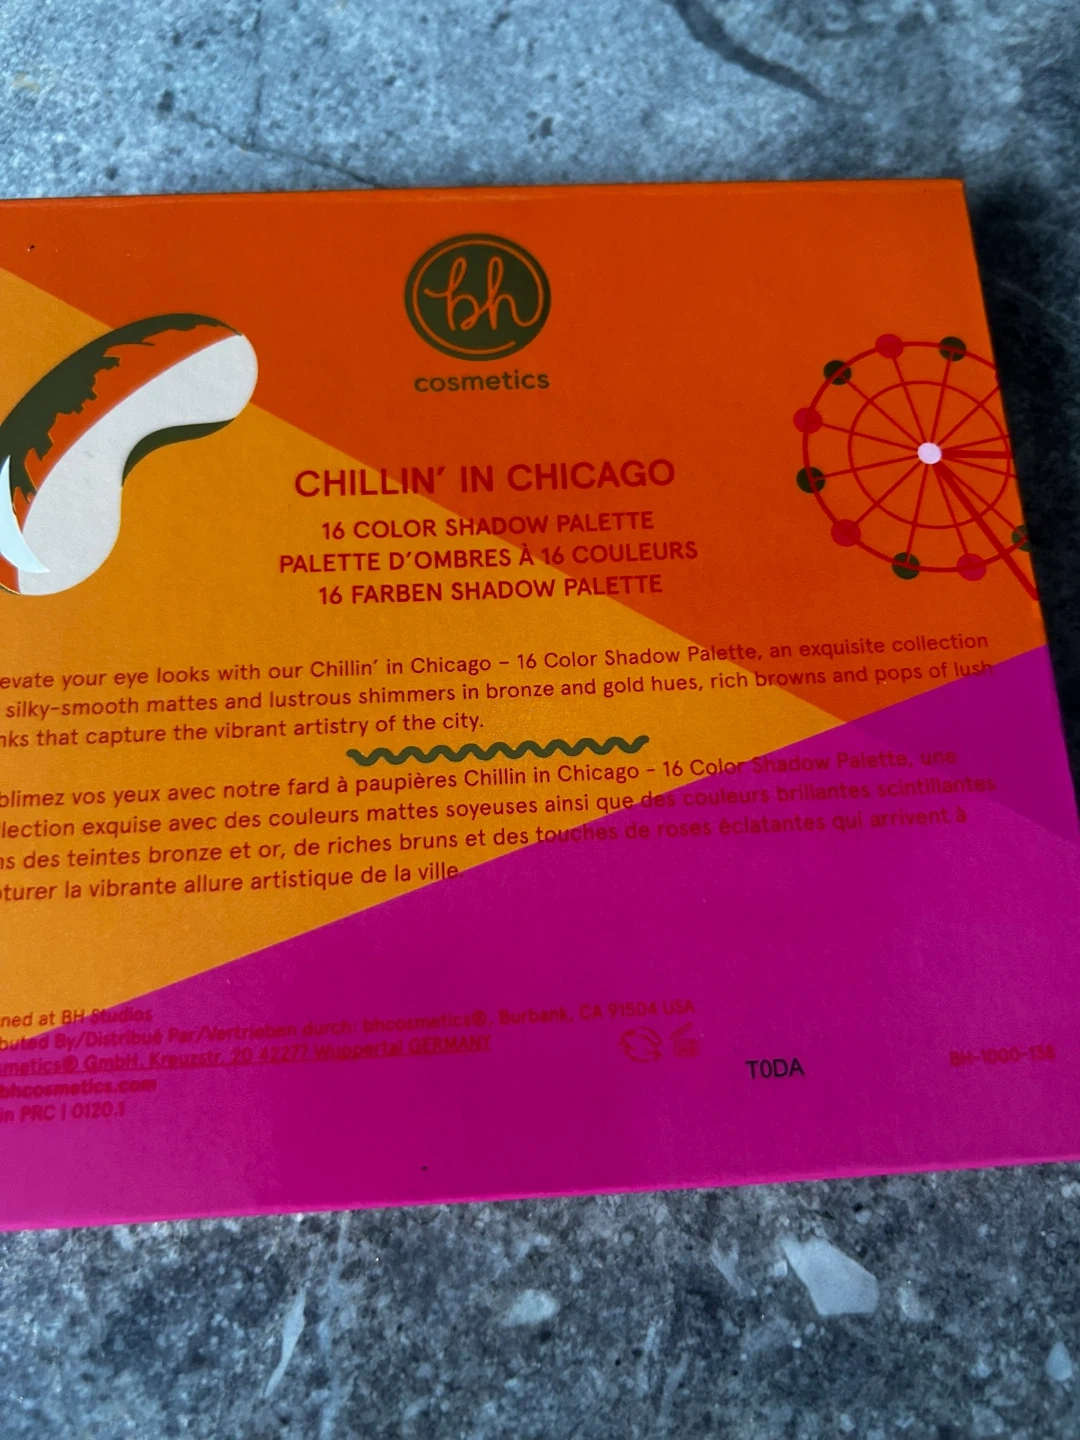 bh
cosmetics
CHILLIN' IN CHICAGO
16 COLOR SHADOW PALETTE
PALETTE D'OMBRES À 16 COULEURS
16 FARBEN SHADOW PALETTE
evate your eye looks with our Chillin' in Chicago – 16 Color Shadow Palette, an exquisite collection
silky-smooth mattes and lustrous shimmers in bronze and gold hues, rich browns and pops of lush
nks that capture the vibrant artistry of the city.
blimez vos yeux avec notre fard à paupières Chillin in Chicago - 16 Color Shadow Palette, une
llection exquise avec des couleurs mattes soyeuses ainsi que des couleurs brillantes scintillantes
ns des teintes bronze et or, de riches bruns et des touches de roses éclatantes qui arrivent à
pturer la vibrante allure artistique de la ville.
ned at BH Studios
buted By/Distribué Par/Vertrieben durch: bhcosmetics®, Burbank, CA 91504 USA
smetics® GmbH, Kreuzstr. 20 42277 Wuppertal GERMANY
bhcosmetics.com
in PRC | 0120.1
T0DA
BH-1000-138